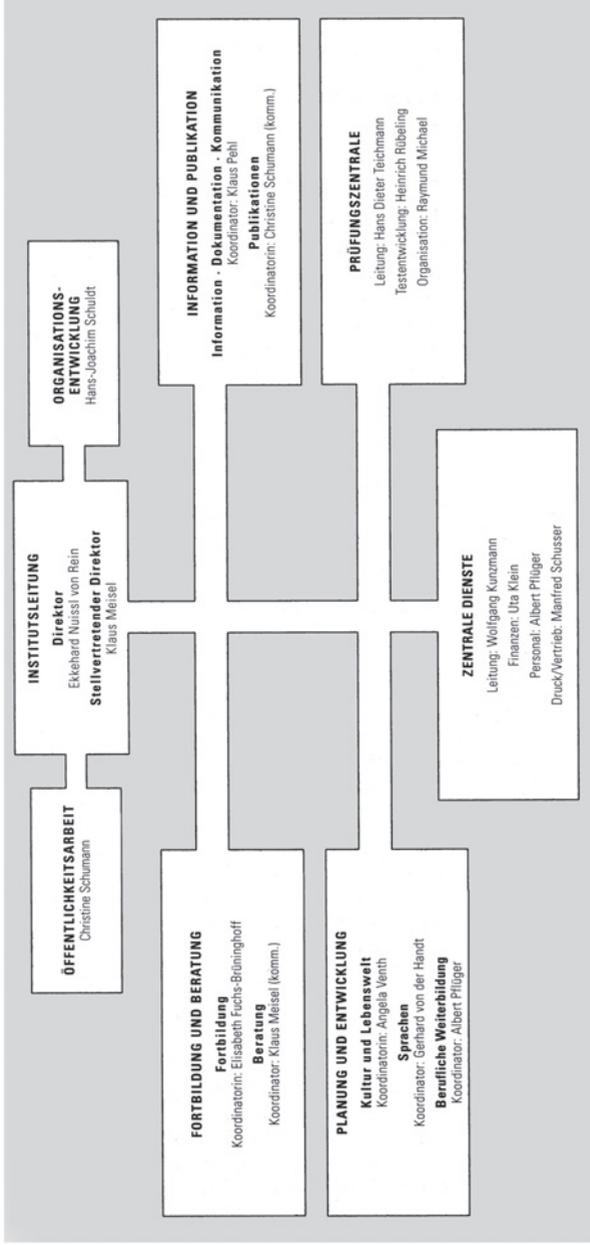 ÖFFENTLICHKEITSARBEIT
Christine Schumann
INSTITUTSLEITUNG
Direktor
Ekkehard Nuissl von Rein
Stellvertretender Direktor
Klaus Meisel
ORGANISATIONS-
ENTWICKLUNG
Hans-Joachim Schuldt
FORTBILDUNG UND BERATUNG
Fortbildung
Koordinatorin: Elisabeth Fuchs-Brüninghoff
Beratung
Koordinator: Klaus Meisel (komm.)
INFORMATION UND PUBLIKATION
Information - Dokumentation - Kommunikation
Koordinator: Klaus Pehl
Publikationen
Koordinatorin: Christine Schumann (komm.)
PLANUNG UND ENTWICKLUNG
Kultur und Lebenswelt
Koordinatorin: Angela Venth
Sprachen
Koordinator: Gerhard von der Handt
Berufliche Weiterbildung
Koordinator: Albert Pflüger
PRÜFUNGSZENTRALE
Leitung: Hans Dieter Teichmann
Testentwicklung: Heinrich Rübeling
Organisation: Raymund Michael
ZENTRALE DIENSTE
Leitung: Wolfgang Kunzmann
Finanzen: Uta Klein
Personal: Albert Pflüger
Druck/Vertrieb: Manfred Schusser